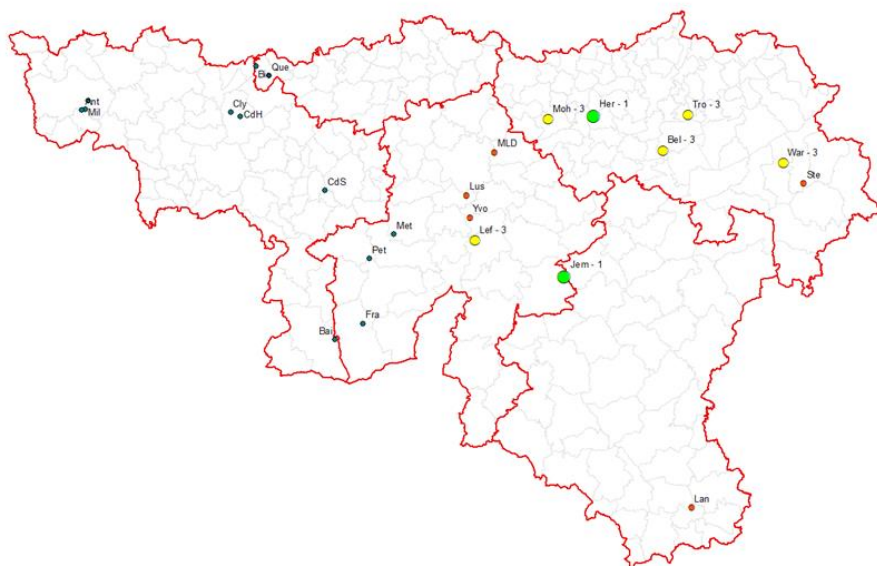 Que
Moh - 3
Her - 1
Tro - 3
Mil
Cly
CdH
MLD
Bel - 3
War - 3
Ste
CdS
Lus
Yvo
Met
Lef - 3
Pet
Jem - 1
Fra
Bai
Lan